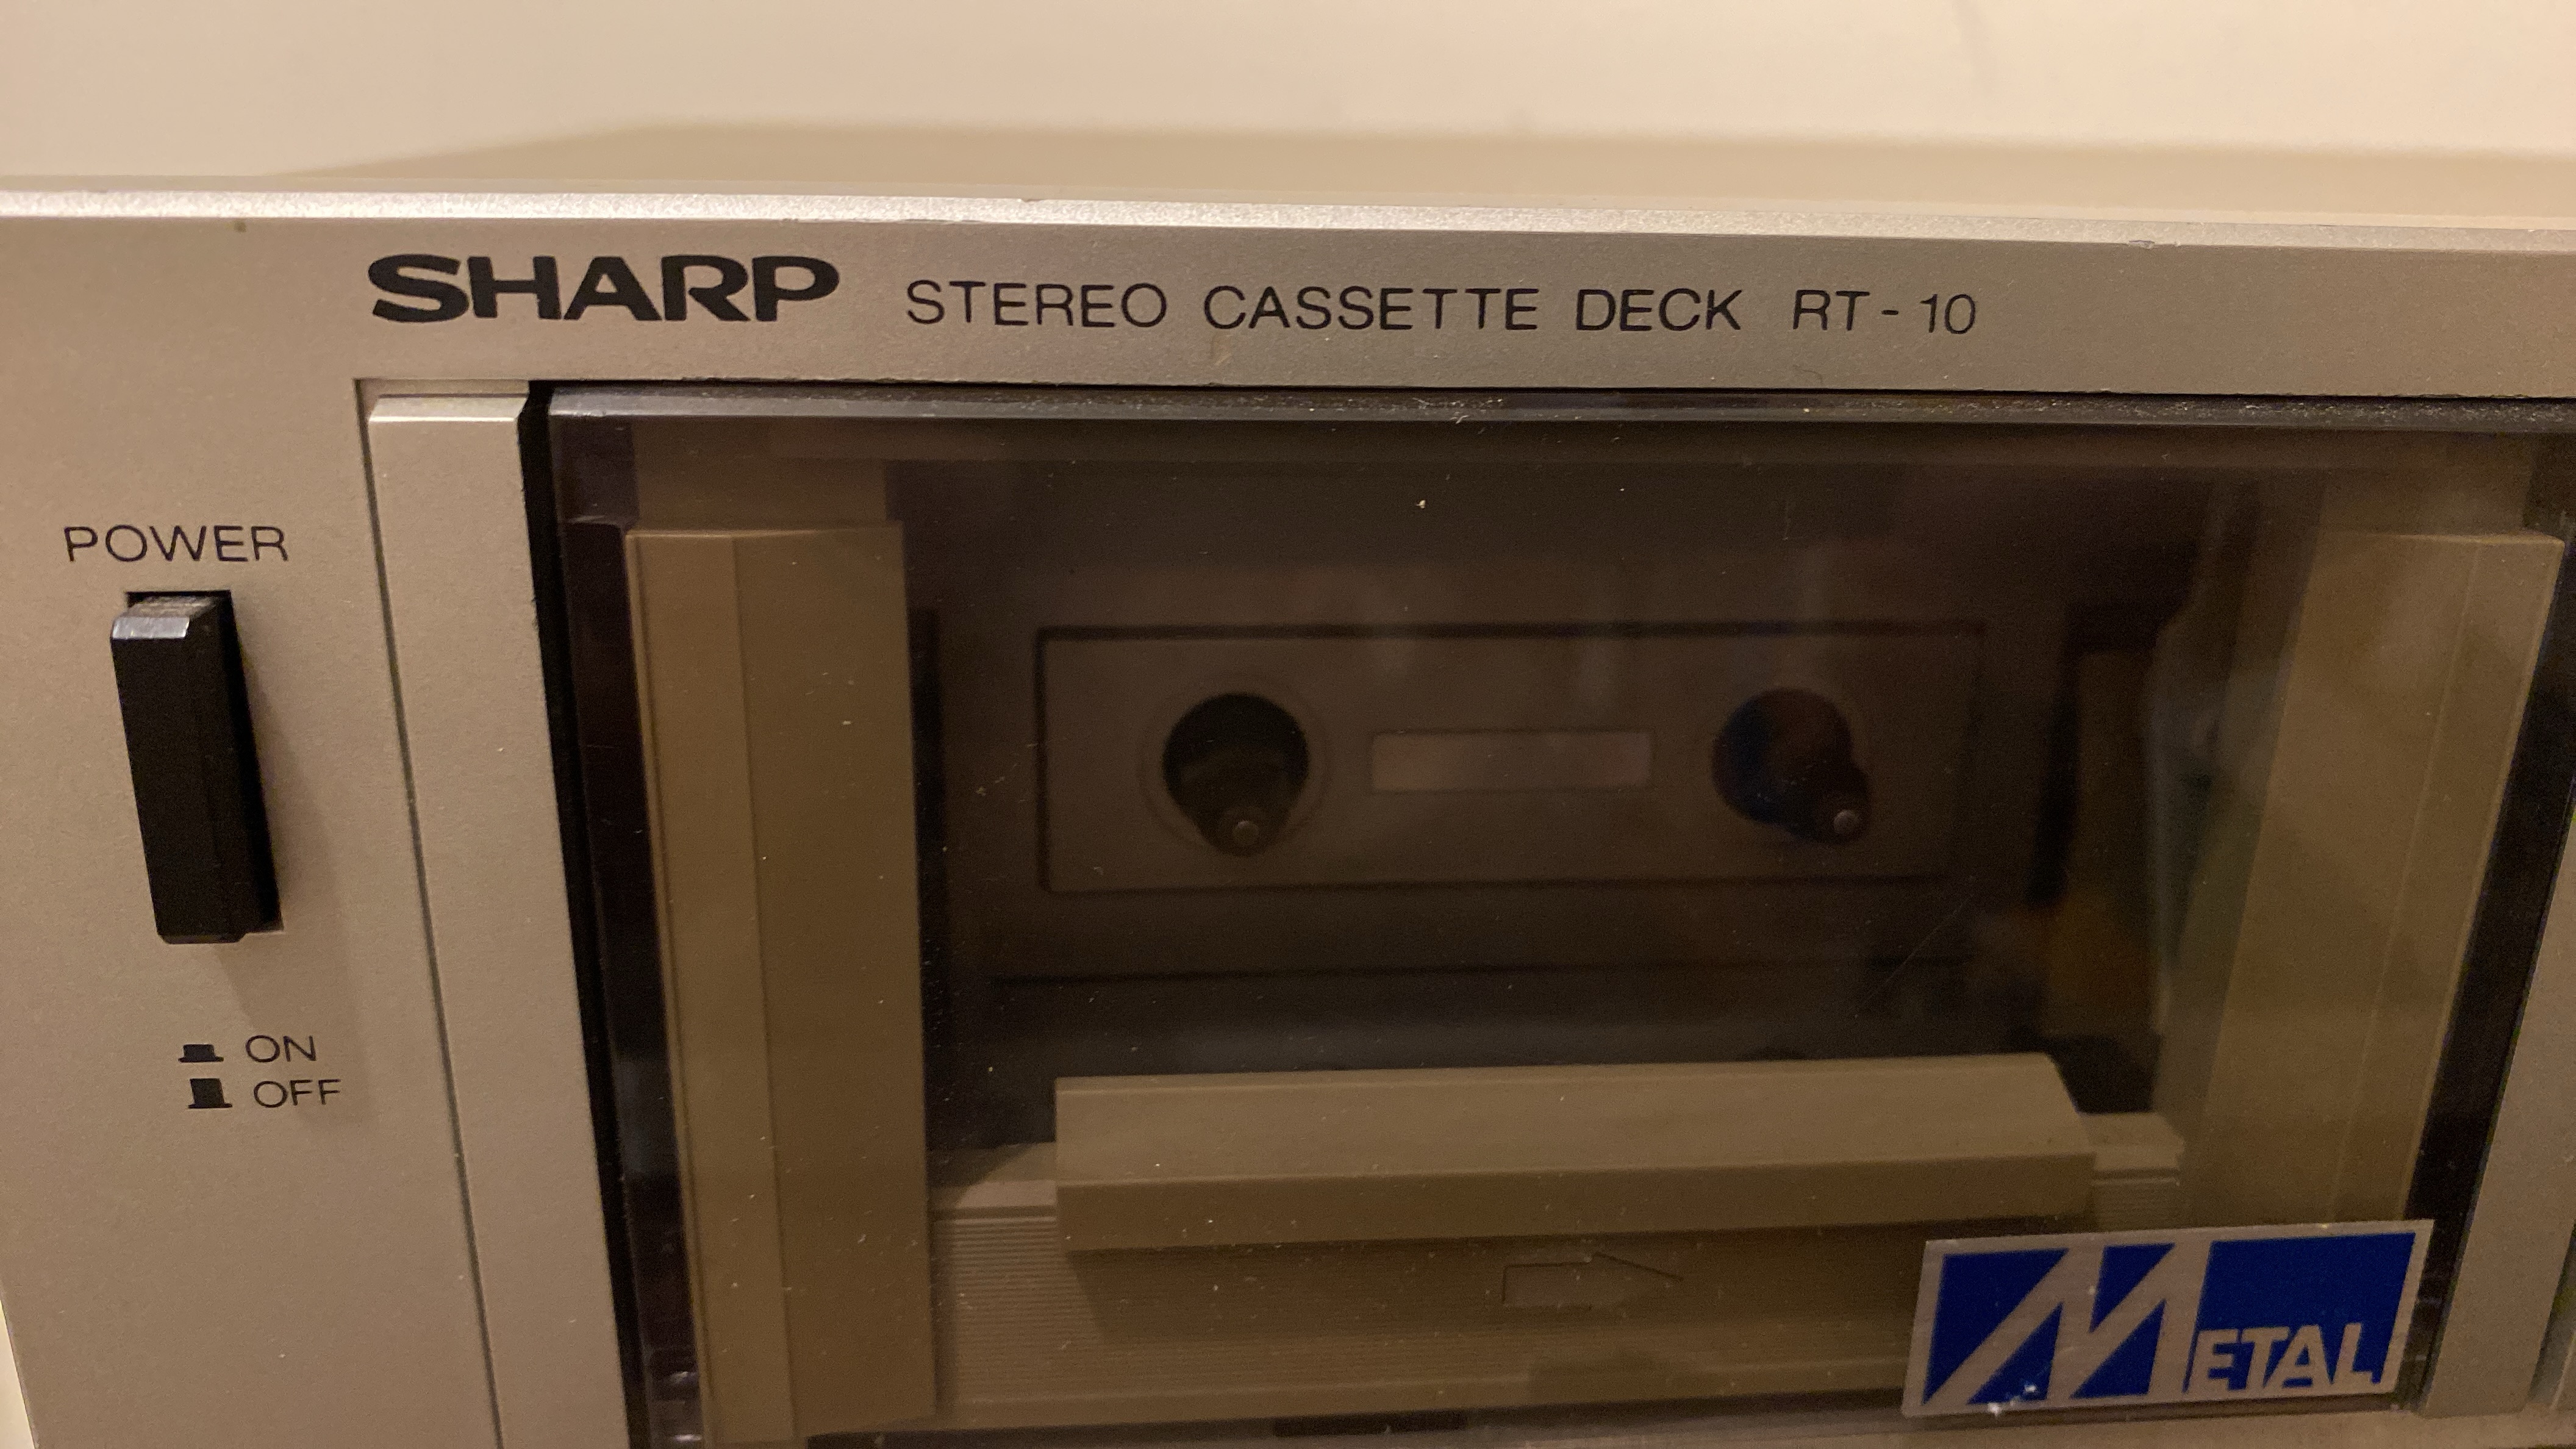 SHARP STEREO CASSETTE DECK RT-10
POWER
ON
OFF
METAL